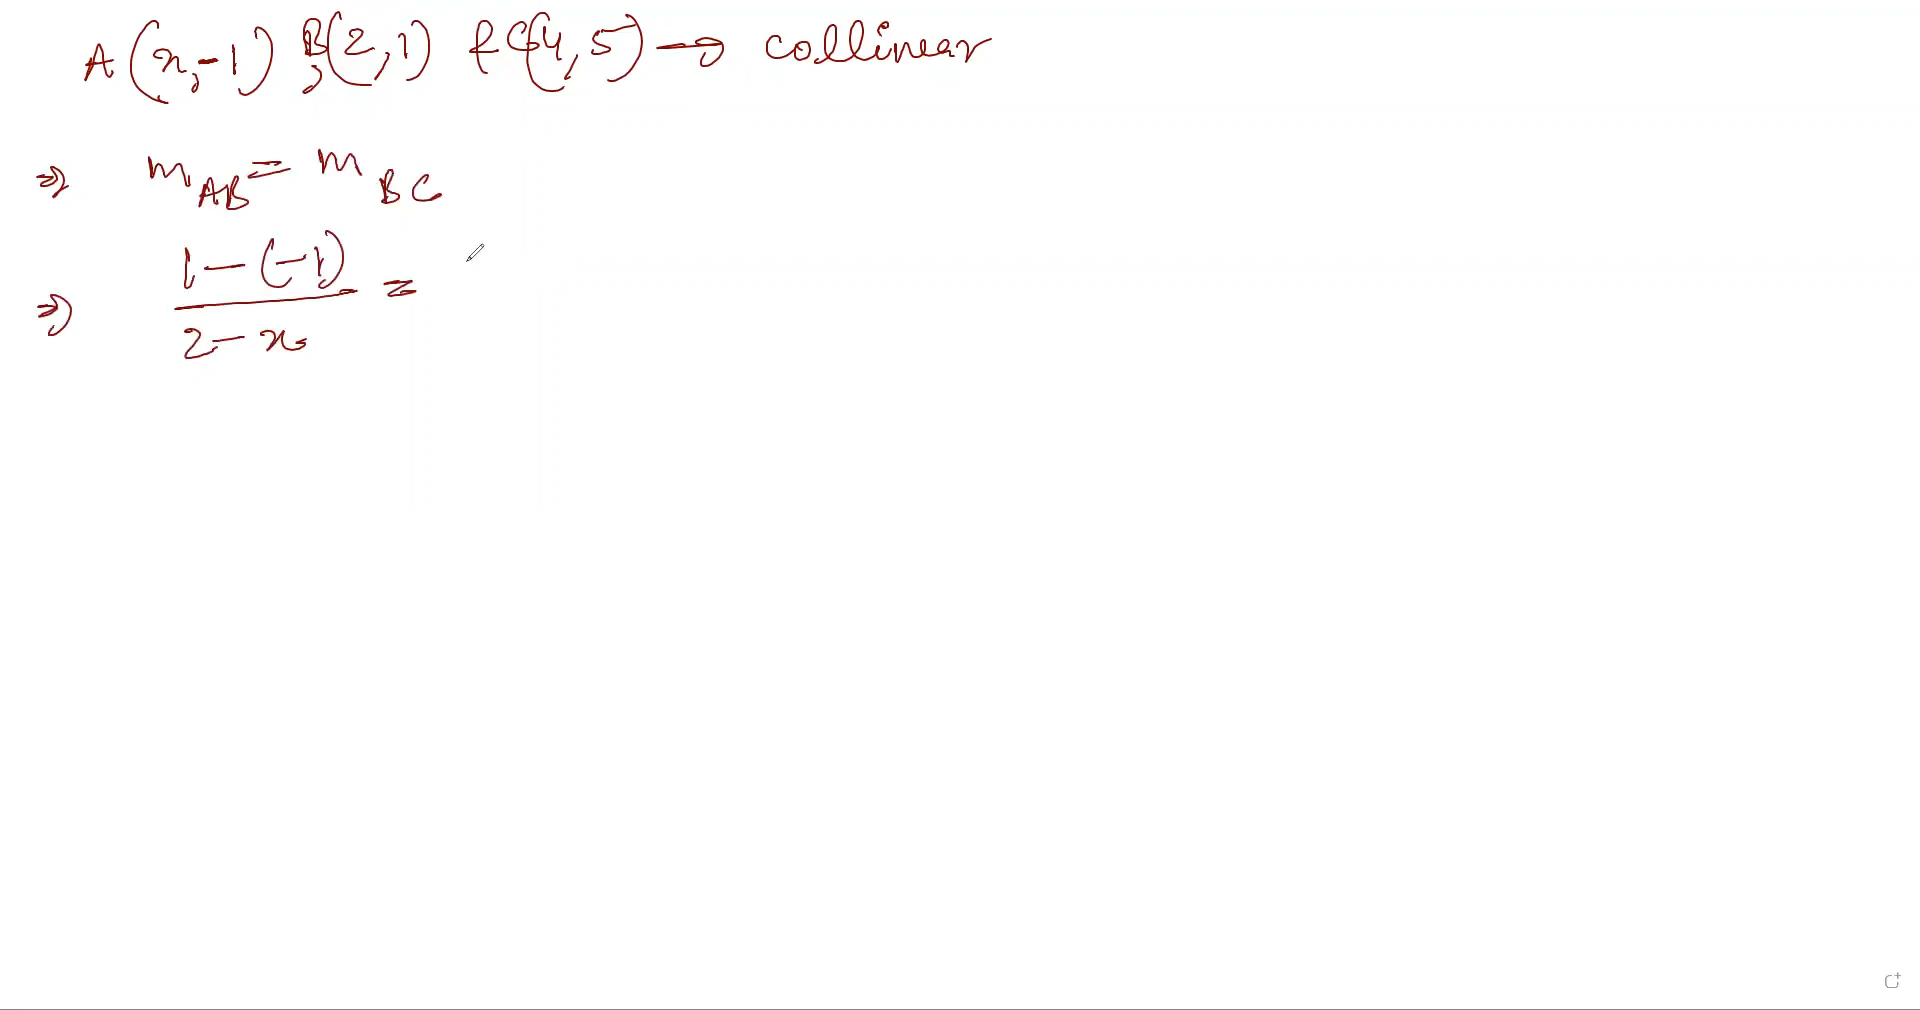 A(x,-1), B(2,1) & C(4,5) → collinear
⇒ m_AB = m_BC
⇒ (1-(-1))/(2-x) =